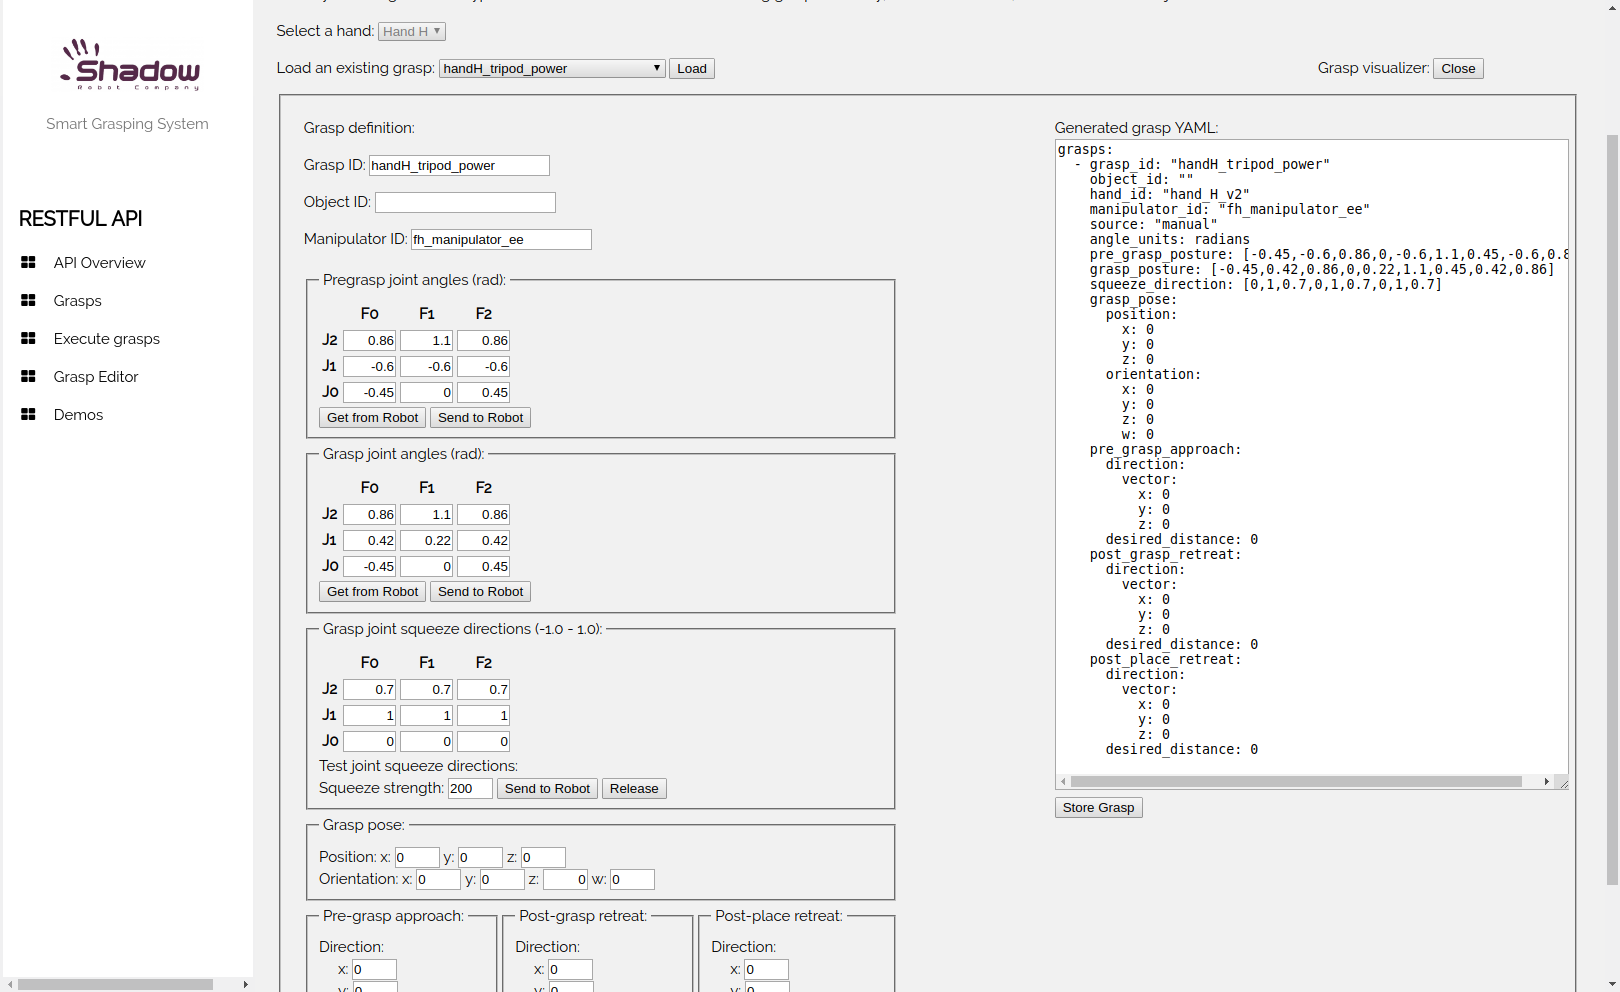 Select a hand: Hand H
Load an existing grasp: handH_tripod_power Load
Grasp visualizer: Close
Shadow
Robot Company
Smart Grasping System
RESTFUL API
API Overview
Grasps
Execute grasps
Grasp Editor
Demos
Grasp definition:
Grasp ID: handH_tripod_power
Object ID:
Manipulator ID: fh_manipulator_ee
Pregrasp joint angles (rad):
F0 F1 F2
J2 0.86 1.1 0.86
J1 -0.6 -0.6 -0.6
J0 -0.45 0 0.45
Get from Robot Send to Robot
Grasp joint angles (rad):
F0 F1 F2
J2 0.86 1.1 0.86
J1 0.42 0.22 0.42
J0 -0.45 0 0.45
Get from Robot Send to Robot
Grasp joint squeeze directions (-1.0 - 1.0):
F0 F1 F2
J2 0.7 0.7 0.7
J1 1 1 1
J0 0 0 0
Test joint squeeze directions:
Squeeze strength: 200 Send to Robot Release
Grasp pose:
Position: x: 0 y: 0 z: 0
Orientation: x: 0 y: 0 z: 0 w: 0
Pre-grasp approach:
Direction:
x: 0
y: 0
Post-grasp retreat:
Direction:
x: 0
y: 0
Post-place retreat:
Direction:
x: 0
y: 0
Generated grasp YAML:
grasps:
- grasp_id: "handH_tripod_power"
object_id: ""
hand_id: "hand_H_v2"
manipulator_id: "fh_manipulator_ee"
source: "manual"
angle_units: radians
pre_grasp_posture: [-0.45,-0.6,0.86,0,-0.6,1.1,0.45,-0.6,0.8
grasp_posture: [-0.45,0.42,0.86,0,0.22,1.1,0.45,0.42,0.86]
squeeze_direction: [0,1,0.7,0,1,0.7,0,1,0.7]
grasp_pose:
position:
x: 0
y: 0
z: 0
orientation:
x: 0
y: 0
z: 0
w: 0
pre_grasp_approach:
direction:
vector:
x: 0
y: 0
z: 0
desired_distance: 0
post_grasp_retreat:
direction:
vector:
x: 0
y: 0
z: 0
desired_distance: 0
post_place_retreat:
direction:
vector:
x: 0
y: 0
z: 0
desired_distance: 0
Store Grasp